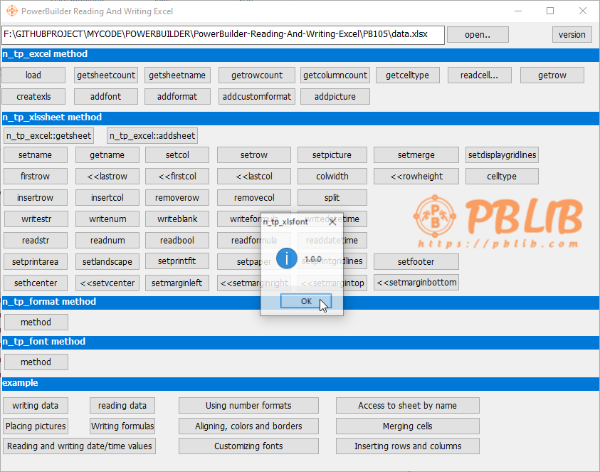 PowerBuilder Reading And Writing Excel
F:\GITHUBPROJECT\MYCODE\POWERBUILDER\PowerBuilder-Reading-And-Writing-Excel\PB105\data.xlsx open.. version
n_tp_excel method
load getsheetcount getsheetname getrowcount getcolumncount getcelltype readcell... getrow
createxls addfont addformat addcustomformat addpicture
n_tp_xlssheet method
n_tp_excel::getsheet n_tp_excel::addsheet
setname getname setcol setrow setpicture setmerge setdisplaygridlines
firstrow <<lastrow <<firstcol <<lastcol colwidth <<rowheight celltype
insertrow insertcol removerow removecol split
writestr writenum writeblank writeformula writedatetime
readstr readnum readbool readformula readdatetime
setprintarea setlandscape setprintfit setpaper setprintgridlines setfooter
sethcenter <<setvcenter setmarginleft <<setmarginright <<setmargintop <<setmarginbottom
PBLIB
https://pblib.com
n_tp_xlsfont
1.0.0
OK
n_tp_format method
method
n_tp_font method
method
example
writing data reading data Using number formats Access to sheet by name
Placing pictures Writing formulas Aligning, colors and borders Merging cells
Reading and writing date/time values Customizing fonts Inserting rows and columns